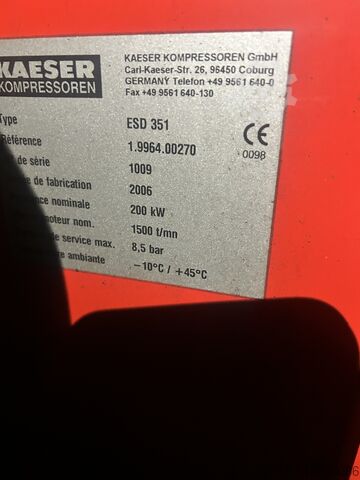 KAESER
KOMPRESSOREN
KAESER KOMPRESSOREN GmbH
Carl-Kaeser-Str. 26, 96450 Coburg
GERMANY Telefon +49 9561 640-0
Fax +49 9561 640-130
Type ESD 351
Référence 1.9964.00270
de série 1009
de fabrication 2006
nominale 200 kW
moteur nom. 1500 t/mn
de service max. 8,5 bar
ambiante –10°C / +45°C
CE
0098